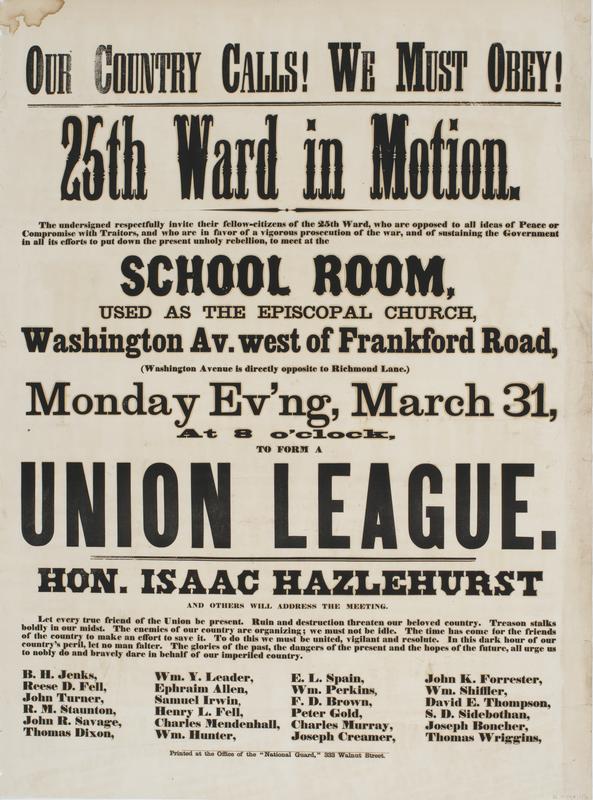 OUR COUNTRY CALLS! WE MUST OBEY!
25th Ward in Motion.
The undersigned respectfully invite their fellow-citizens of the 25th Ward, who are opposed to all ideas of Peace or
Compromise with Traitors, and who are in favor of a vigorous prosecution of the war, and of sustaining the Government
in all its efforts to put down the present unholy rebellion, to meet at the
SCHOOL ROOM,
USED AS THE EPISCOPAL CHURCH,
Washington Av. west of Frankford Road,
(Washington Avenue is directly opposite to Richmond Lane.)
Monday Ev'ng, March 31,
At 8 o'clock,
TO FORM A
UNION LEAGUE.
HON. ISAAC HAZLEHURST
AND OTHERS WILL ADDRESS THE MEETING.
Let every true friend of the Union be present. Ruin and destruction threaten our beloved country. Treason stalks
boldly in our midst. The enemies of our country are organizing; we must not be idle. The time has come for the friends
of the country to make an effort to save it. To do this we must be united, vigilant and resolute. In this dark hour of our
country's peril, let no man falter. The glories of the past, the dangers of the present and the hopes of the future, all urge us
to nobly do and bravely dare in behalf of our imperiled country.
B. H. Jenks,
Reese D. Fell,
John Turner,
R. M. Staunton,
John R. Savage,
Thomas Dixon,
Wm. Y. Leader,
Ephraim Allen,
Samuel Irwin,
Henry L. Fell,
Charles Mendenhall,
Wm. Hunter,
E. L. Spain,
Wm. Perkins,
F. D. Brown,
Peter Gold,
Charles Murray,
Joseph Creamer,
John K. Forrester,
Wm. Shiffler,
David E. Thompson,
S. D. Sidebothan,
Joseph Boncher,
Thomas Wriggins,
Printed at the Office of the "National Guard," 333 Walnut Street.